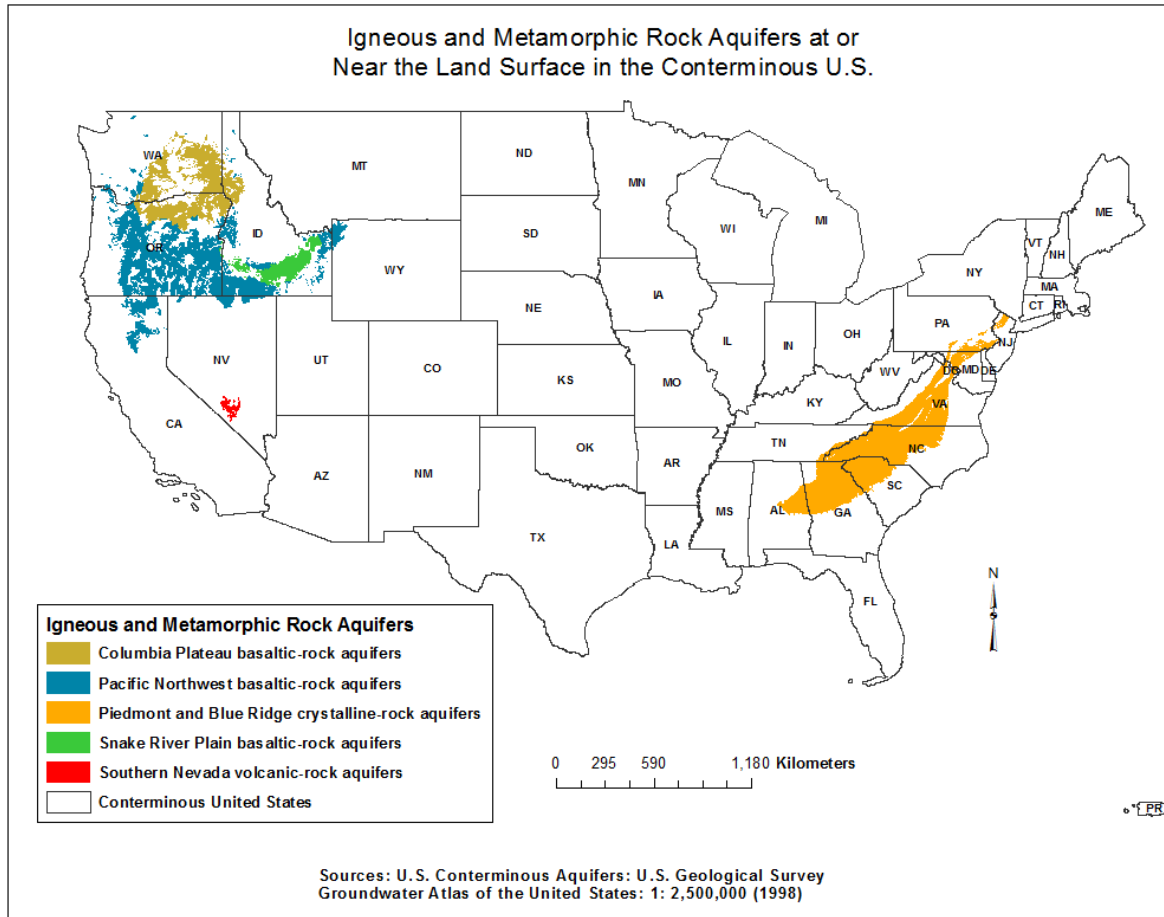 Igneous and Metamorphic Rock Aquifers at or
Near the Land Surface in the Conterminous U.S.
WA
MT
ND
MN
ME
OR
ID
SD
WI
MI
VT
NH
NY
WY
MA
CT
RI
IA
NE
PA
NJ
NV
UT
CO
IL
IN
OH
WV
DC
MD
DE
CA
KS
MO
KY
VA
AZ
NM
OK
AR
TN
NC
SC
TX
MS
AL
GA
LA
FL
N
Igneous and Metamorphic Rock Aquifers
Columbia Plateau basaltic-rock aquifers
Pacific Northwest basaltic-rock aquifers
Piedmont and Blue Ridge crystalline-rock aquifers
Snake River Plain basaltic-rock aquifers
Southern Nevada volcanic-rock aquifers
Conterminous United States
0 295 590 1,180 Kilometers
PR
Sources: U.S. Conterminous Aquifers: U.S. Geological Survey
Groundwater Atlas of the United States: 1: 2,500,000 (1998)